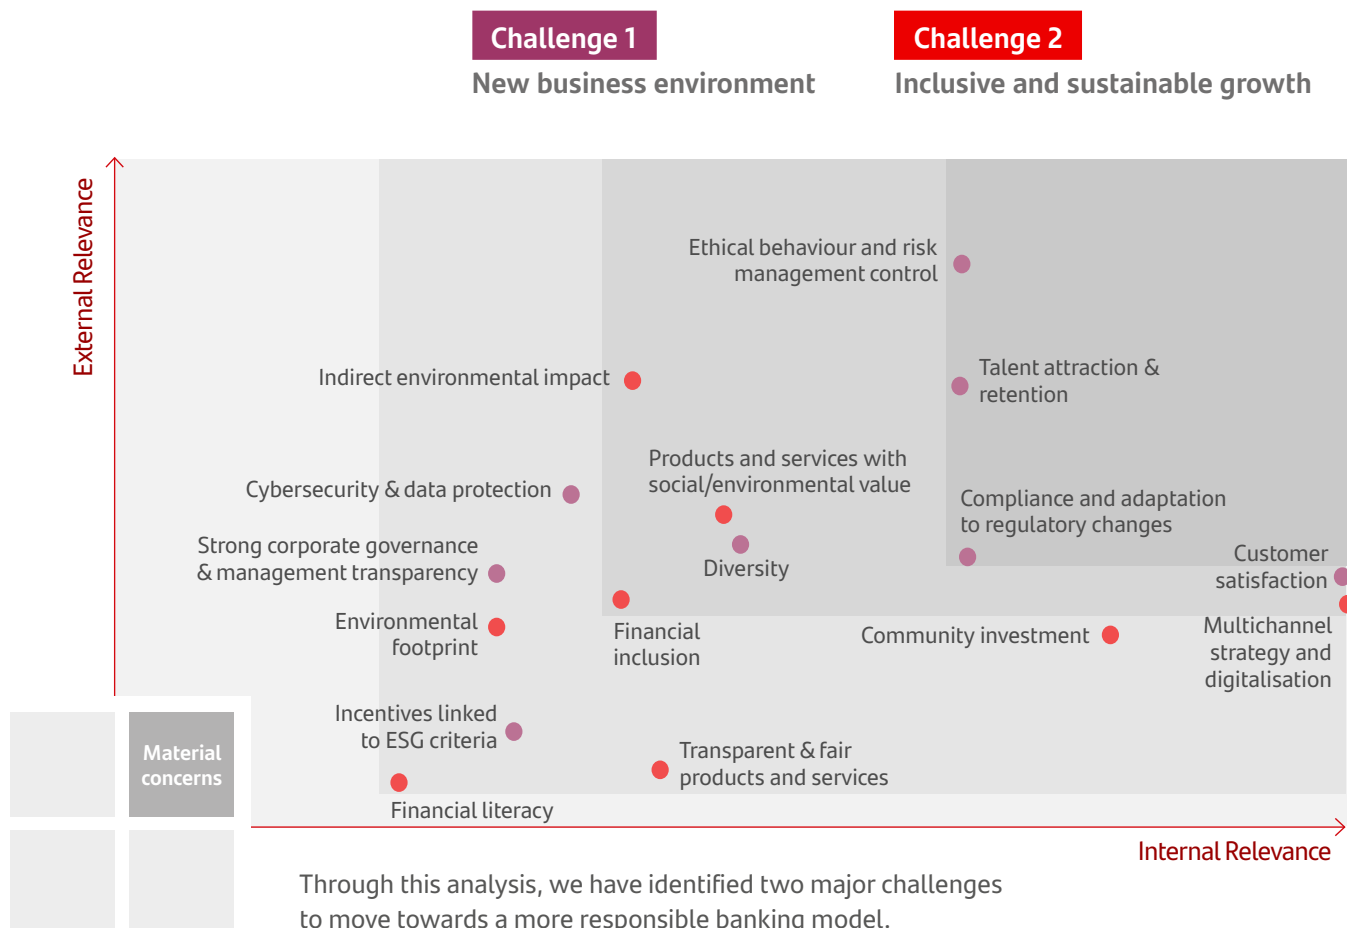 Challenge 1
New business environment
Challenge 2
Inclusive and sustainable growth
External Relevance
Ethical behaviour and risk
management control
Indirect environmental impact
Talent attraction &
retention
Products and services with
social/environmental value
Cybersecurity & data protection
Compliance and adaptation
to regulatory changes
Strong corporate governance
& management transparency
Diversity
Customer
satisfaction
Environmental
footprint
Financial
inclusion
Community investment
Multichannel
strategy and
digitalisation
Incentives linked
to ESG criteria
Material
concerns
Transparent & fair
products and services
Financial literacy
Internal Relevance
Through this analysis, we have identified two major challenges
to move towards a more responsible banking model.